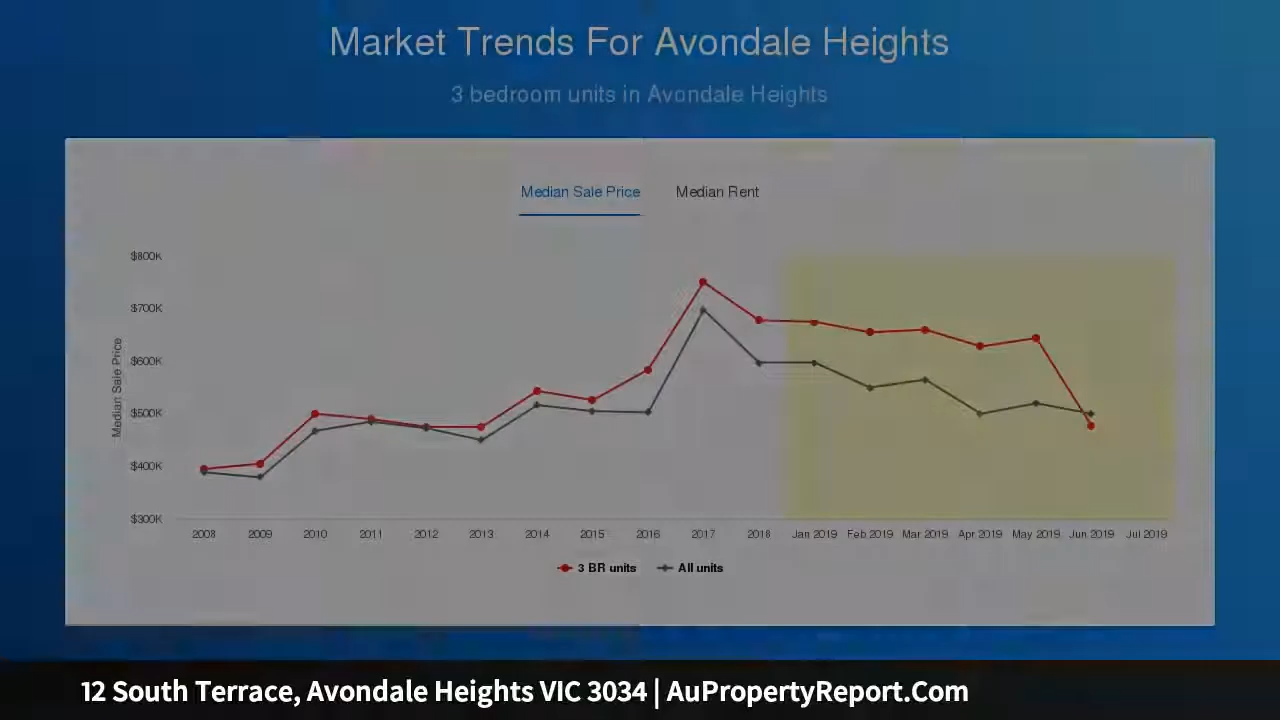 Market Trends For Avondale Heights
3 bedroom units in Avondale Heights
Median Sale Price Median Rent
$800K
$700K
$600K
$500K
$400K
$300K
Median Sale Price
2008 2009 2010 2011 2012 2013 2014 2015 2016 2017 2018 Jan 2019 Feb 2019 Mar 2019 Apr 2019 May 2019 Jun 2019 Jul 2019
3 BR units All units
12 South Terrace, Avondale Heights VIC 3034 | AuPropertyReport.Com